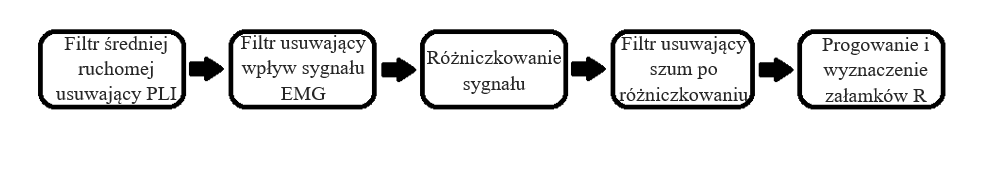 Filtr średniej
ruchomej
usuwający PLI
Filtr usuwający
wpływ sygnału
EMG
Różniczkowanie
sygnału
Filtr usuwający
szum po
różniczkowaniu
Progowanie i
wyznaczenie
załamków R